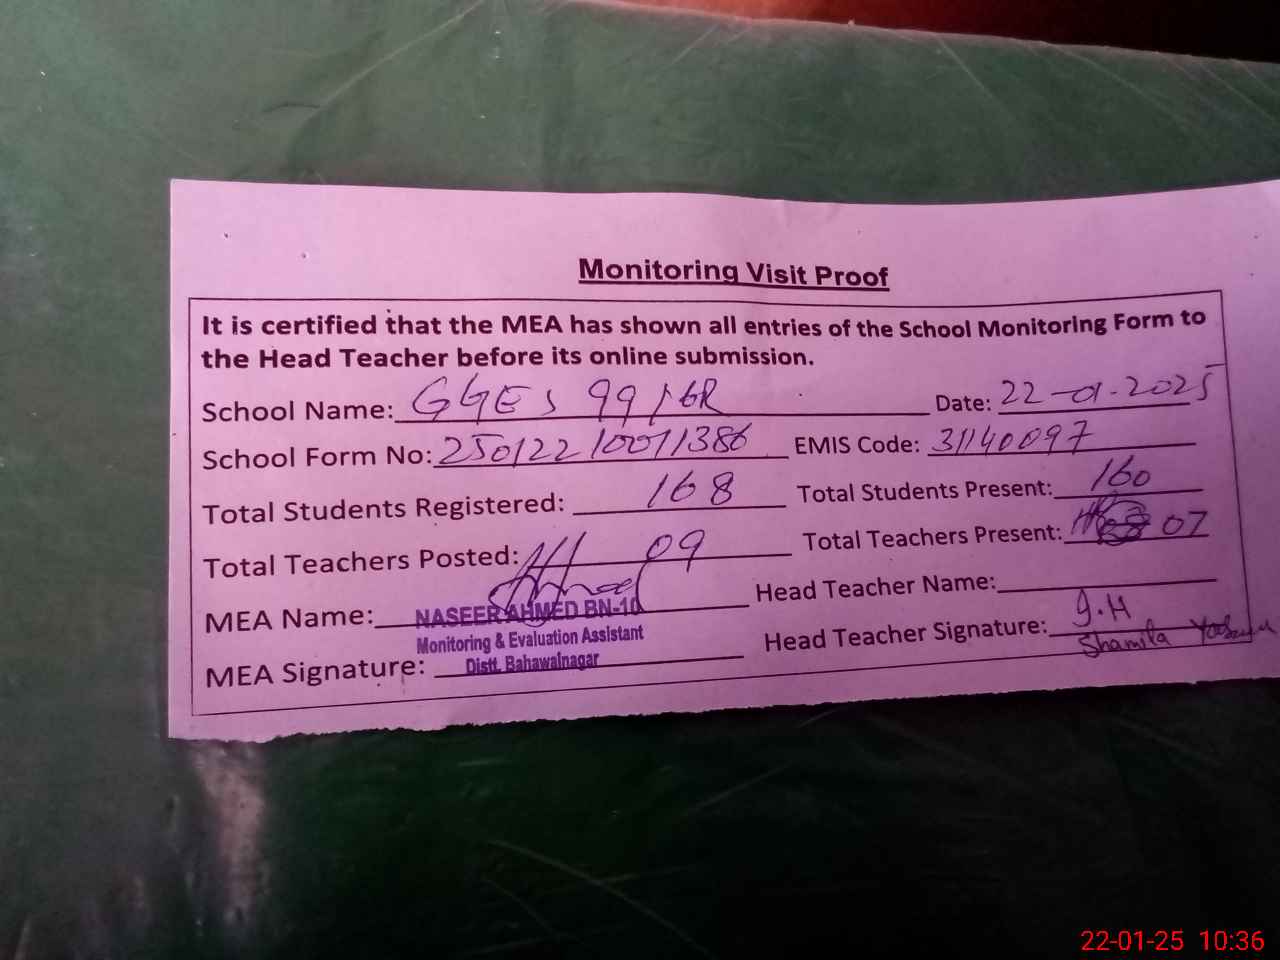 Monitoring Visit Proof
It is certified that the MEA has shown all entries of the School Monitoring Form to
the Head Teacher before its online submission.
School Name: GGES 99/6R Date: 22-01-2025
School Form No: 25012210011386 EMIS Code: 31140097
Total Students Registered: 168 Total Students Present: 160
Total Teachers Posted: 09 Total Teachers Present: 07
MEA Name: NASEER AHMED BN-10 Head Teacher Name:
Monitoring & Evaluation Assistant
MEA Signature: Distt. Bahawalnagar Head Teacher Signature: J.H
Shamila
22-01-25 10:36